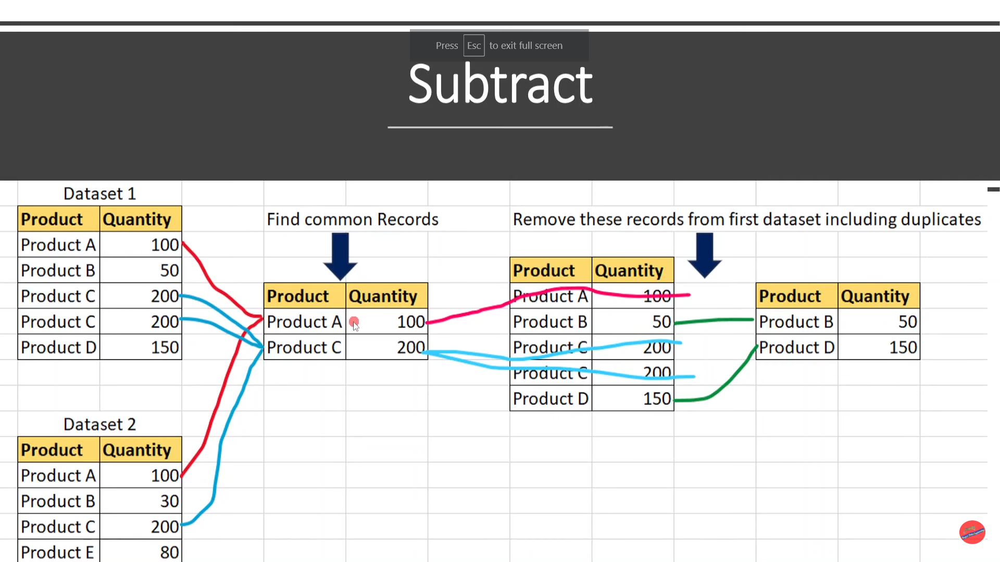 Press Esc to exit full screen
Subtract
Dataset 1
Product Quantity
Product A 100
Product B 50
Product C 200
Product C 200
Product D 150
Find common Records
Product Quantity
Product A 100
Product C 200
Remove these records from first dataset including duplicates
Product Quantity
Product A 100
Product B 50
Product C 200
Product C 200
Product D 150
Product Quantity
Product B 50
Product D 150
Dataset 2
Product Quantity
Product A 100
Product B 30
Product C 200
Product E 80